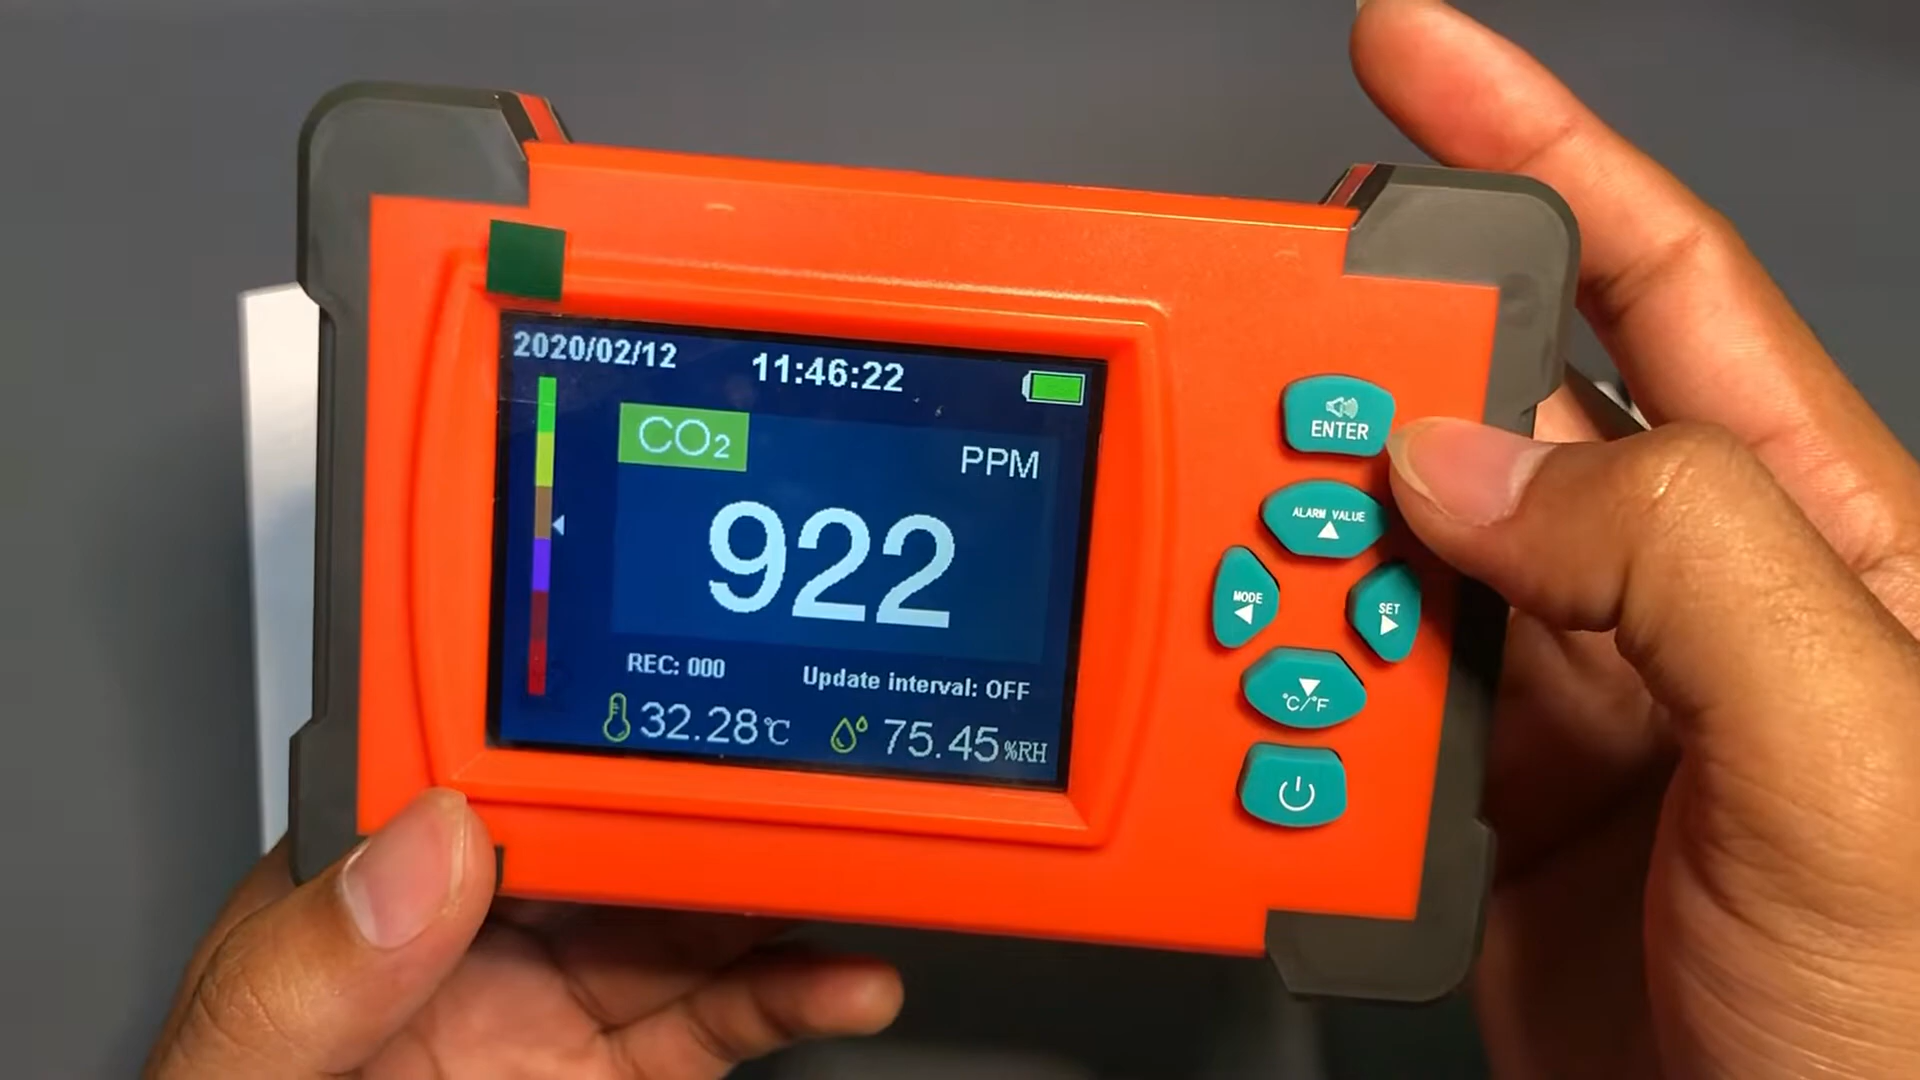 2020/02/12 11:46:22
CO₂
PPM
922
REC: 000 Update interval: OFF
32.28℃ 75.45%RH
ENTER
ALARM VALUE
MODE
SET
°C/°F